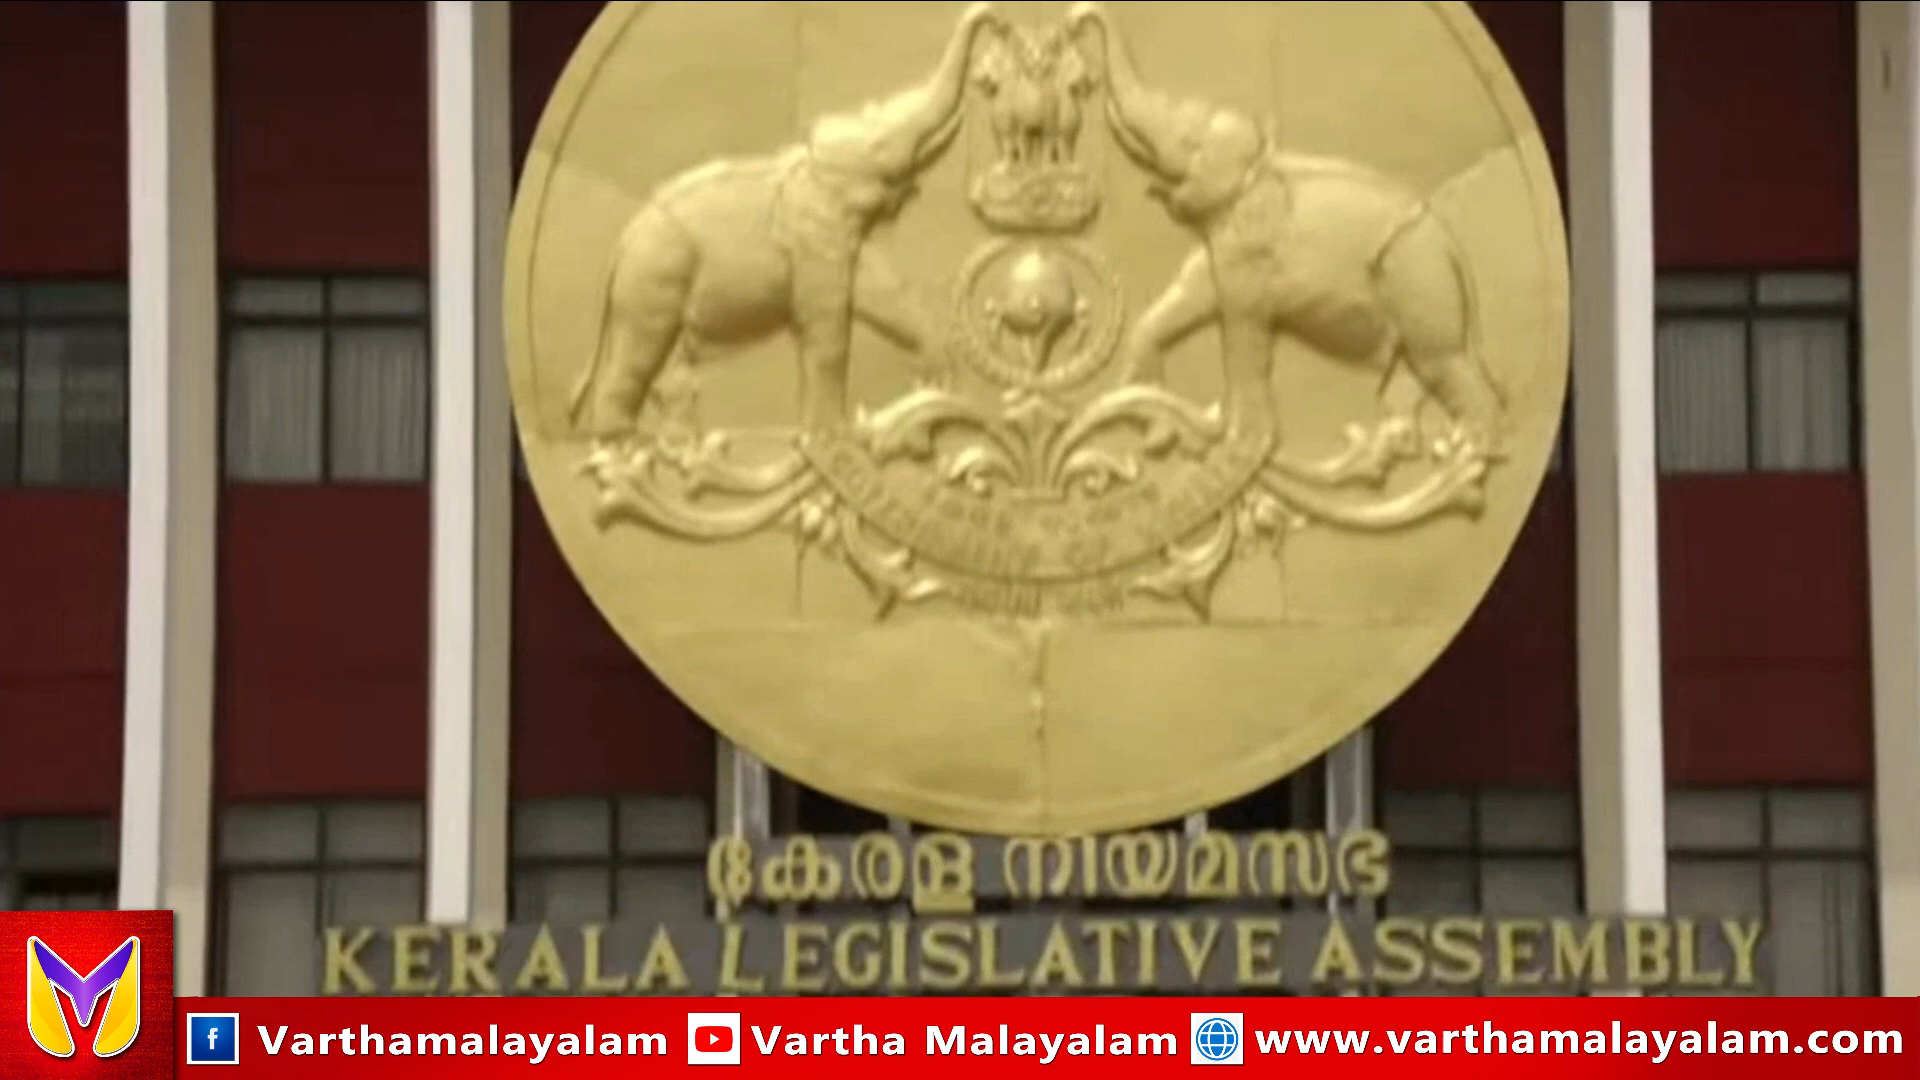 കേരള നിയമസഭ
KERALA LEGISLATIVE ASSEMBLY
Varthamalayalam Vartha Malayalam www.varthamalayalam.com